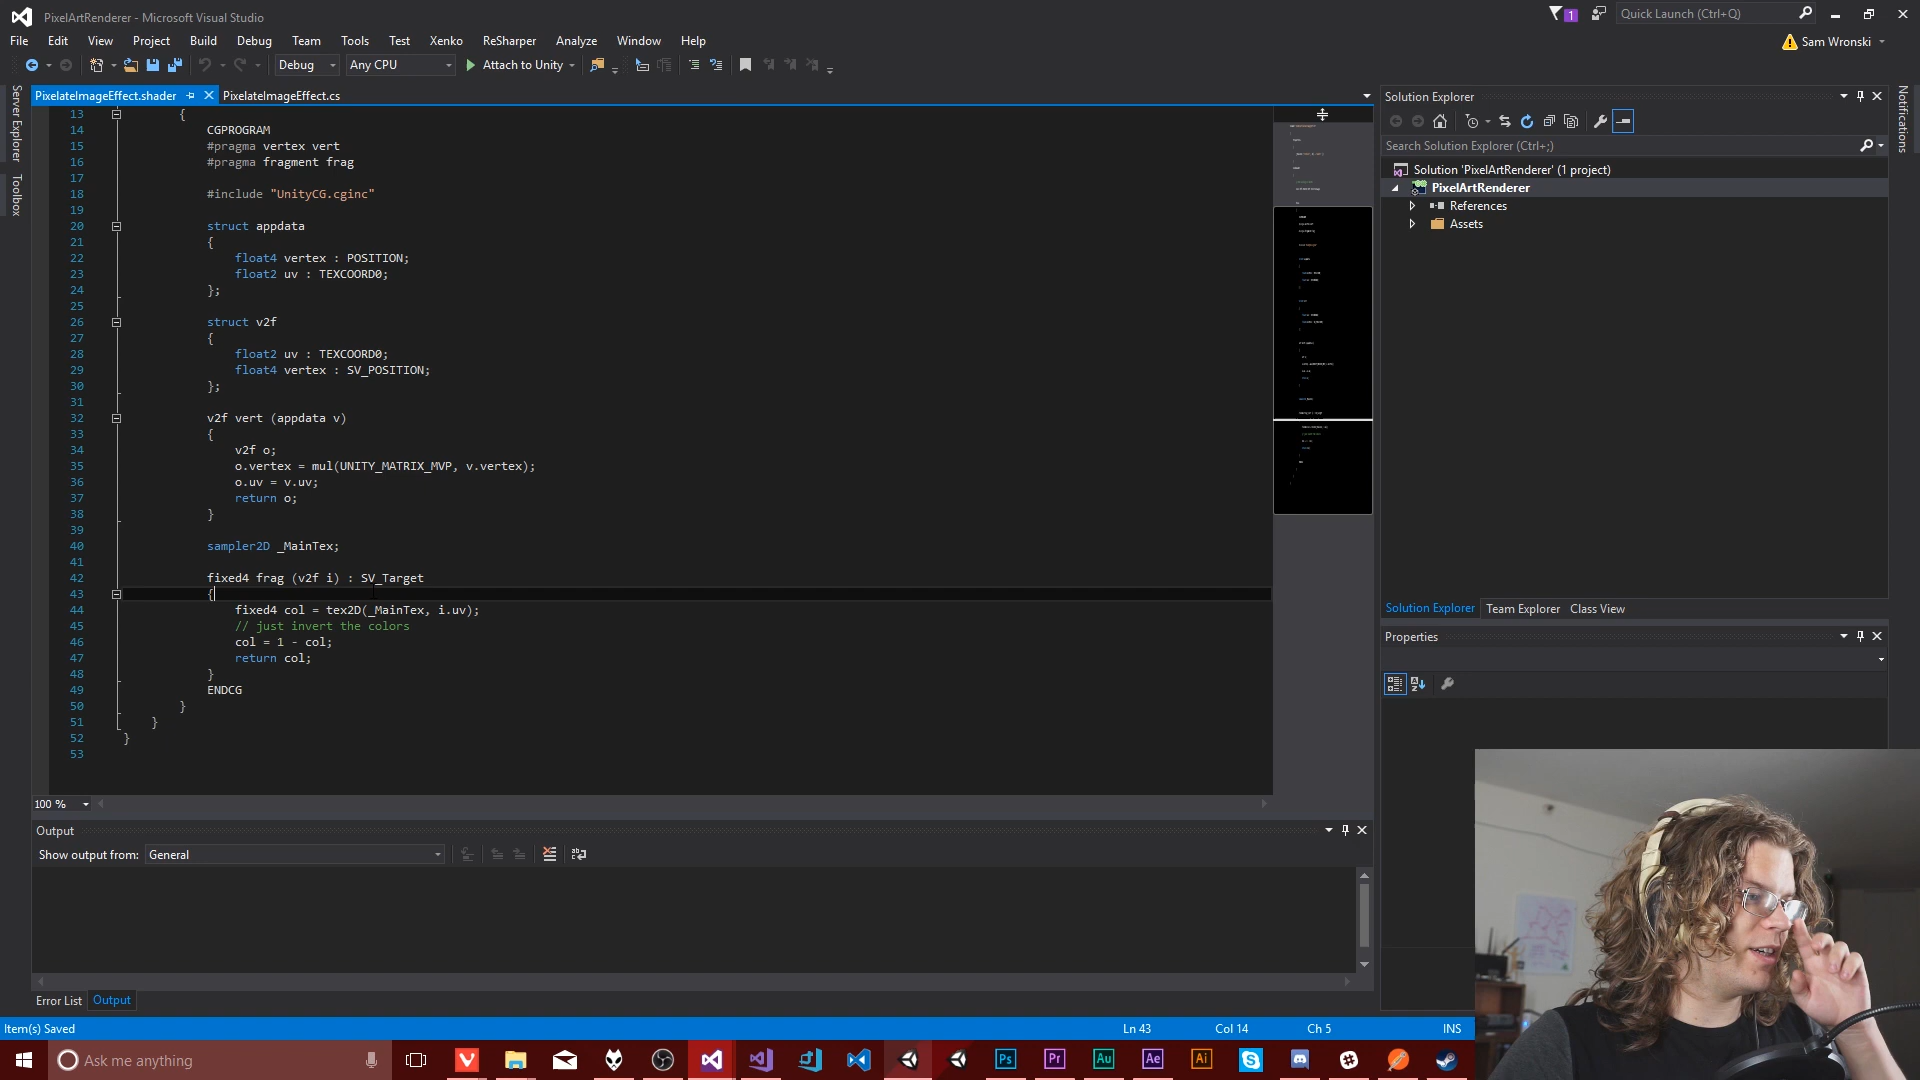 PixelArtRenderer - Microsoft Visual Studio
1
Quick Launch (Ctrl+Q)
File Edit View Project Build Debug Team Tools Test Xenko ReSharper Analyze Window Help
Sam Wronski
Debug Any CPU Attach to Unity
Server Explorer
Toolbox
Notifications
PixelateImageEffect.shader PixelateImageEffect.cs
13 {
14 CGPROGRAM
15 #pragma vertex vert
16 #pragma fragment frag
17
18 #include "UnityCG.cginc"
19
20 struct appdata
21 {
22 float4 vertex : POSITION;
23 float2 uv : TEXCOORD0;
24 };
25
26 struct v2f
27 {
28 float2 uv : TEXCOORD0;
29 float4 vertex : SV_POSITION;
30 };
31
32 v2f vert (appdata v)
33 {
34 v2f o;
35 o.vertex = mul(UNITY_MATRIX_MVP, v.vertex);
36 o.uv = v.uv;
37 return o;
38 }
39
40 sampler2D _MainTex;
41
42 fixed4 frag (v2f i) : SV_Target
43 {
44 fixed4 col = tex2D(_MainTex, i.uv);
45 // just invert the colors
46 col = 1 - col;
47 return col;
48 }
49 ENDCG
50 }
51 }
52 }
53
100 %
Solution Explorer
Search Solution Explorer (Ctrl+;)
Solution 'PixelArtRenderer' (1 project)
PixelArtRenderer
References
Assets
Solution Explorer Team Explorer Class View
Properties
Output
Show output from: General
Error List Output
Item(s) Saved Ln 43 Col 14 Ch 5 INS
Ask me anything
Ps Pr Au Ae Ai